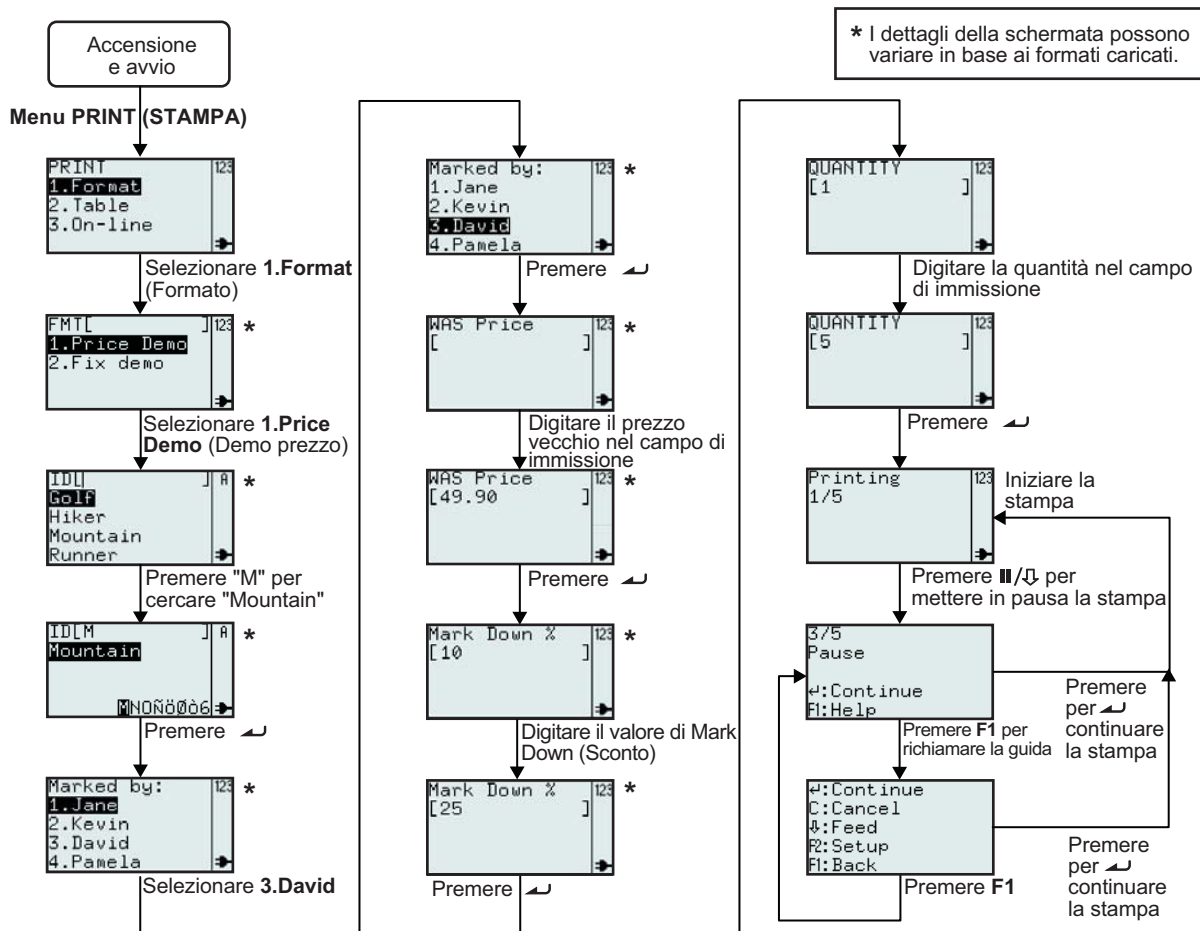 Accensione
e avvio
* I dettagli della schermata possono
variare in base ai formati caricati.
Menu PRINT (STAMPA)
PRINT 123
1.Format
2.Table
3.On-line
Selezionare 1.Format
(Formato)
FMT[ ] 123 *
1.Price Demo
2.Fix demo
Selezionare 1.Price
Demo (Demo prezzo)
ID[ ] A *
Golf
Hiker
Mountain
Runner
Premere "M" per
cercare "Mountain"
ID[M ] A *
Mountain
MNOÑöØò6
Premere ↵
Marked by: 123 *
1.Jane
2.Kevin
3.David
4.Pamela
Selezionare 3.David
Marked by: 123 *
1.Jane
2.Kevin
3.David
4.Pamela
Premere ↵
WAS Price 123 *
[ ]
Digitare il prezzo
vecchio nel campo di
immissione
WAS Price 123 *
[49.90 ]
Premere ↵
Mark Down % 123 *
[10 ]
Digitare il valore di Mark
Down (Sconto)
Mark Down % 123 *
[25 ]
Premere ↵
QUANTITY 123
[1 ]
Digitare la quantità nel campo
di immissione
QUANTITY 123
[5 ]
Premere ↵
Printing 123
1/5
Iniziare la
stampa
Premere ⏸/⇩ per
mettere in pausa la stampa
3/5
Pause
↵:Continue
F1:Help
Premere
per ↵
continuare
la stampa
Premere F1 per
richiamare la guida
↵:Continue
C:Cancel
⇩:Feed
F2:Setup
F1:Back
Premere
per ↵
continuare
la stampa
Premere F1